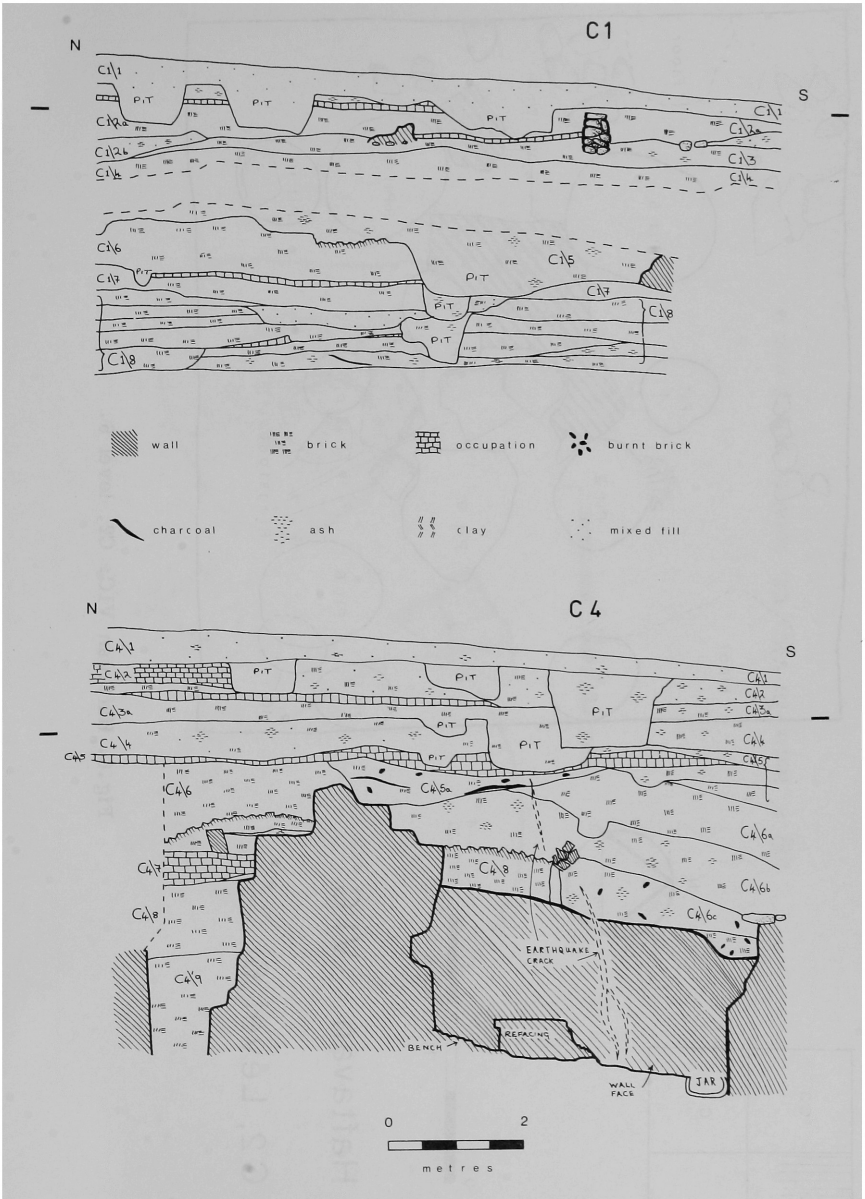 C1
N
S
C1\1
PiT
PiT
PiT
C1\1
C1\2a
C1\2a
C1\2b
C1\3
C1\4
C1\4
C1\6
C1\5
PiT
PiT
C1\7
C1\7
PiT
C1\8
PiT
C1\8
wall
brick
occupation
burnt brick
charcoal
ash
clay
mixed fill
C4
N
S
C4\1
C4\1
C4\2
PiT
PiT
C4\2
C4\3a
PiT
PiT
C4\3a
C4\4
PiT
C4\4
C4\5
PiT
C4\5
C4\6
C4\5a
C4\6a
C4\7
C4\8
C4\6b
C4\8
C4\6c
EARTHQUAKE
CRACK
C4\9
REFACING
BENCH
WALL
FACE
JAR
0 2
metres